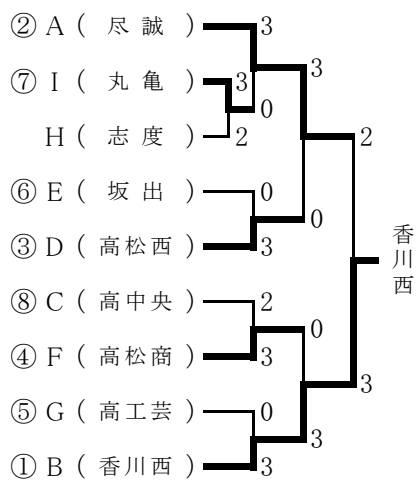 ② A ( 尽 誠 ) 3
3
⑦ I ( 丸 亀 ) 3
0
H ( 志 度 ) 2
2
⑥ E ( 坂 出 ) 0
0
③ D ( 高松西 ) 3
香川西
⑧ C ( 高中央 ) 2
0
④ F ( 高松商 ) 3
3
⑤ G ( 高工芸 ) 0
3
① B ( 香川西 ) 3